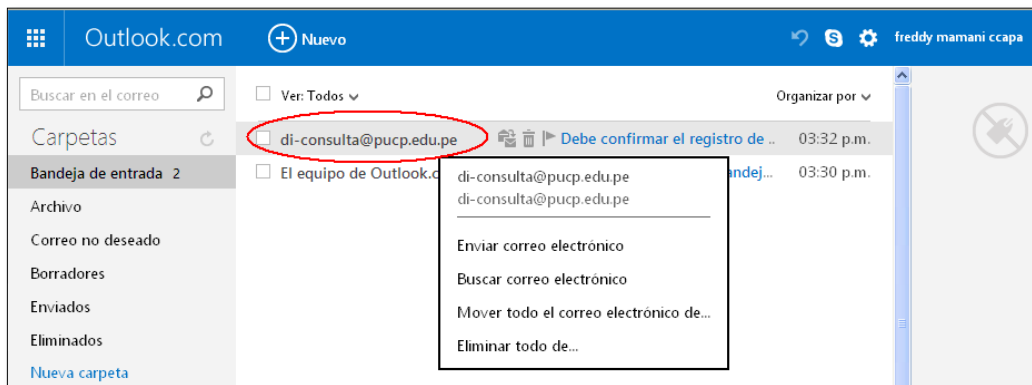 Outlook.com
Nuevo
freddy mamani ccapa
Buscar en el correo
Ver: Todos
Organizar por
Carpetas
di-consulta@pucp.edu.pe
Debe confirmar el registro de ..
03:32 p.m.
Bandeja de entrada 2
El equipo de Outlook.c
andej...
03:30 p.m.
di-consulta@pucp.edu.pe
di-consulta@pucp.edu.pe
Archivo
Correo no deseado
Borradores
Enviados
Eliminados
Nueva carpeta
Enviar correo electrónico
Buscar correo electrónico
Mover todo el correo electrónico de...
Eliminar todo de...